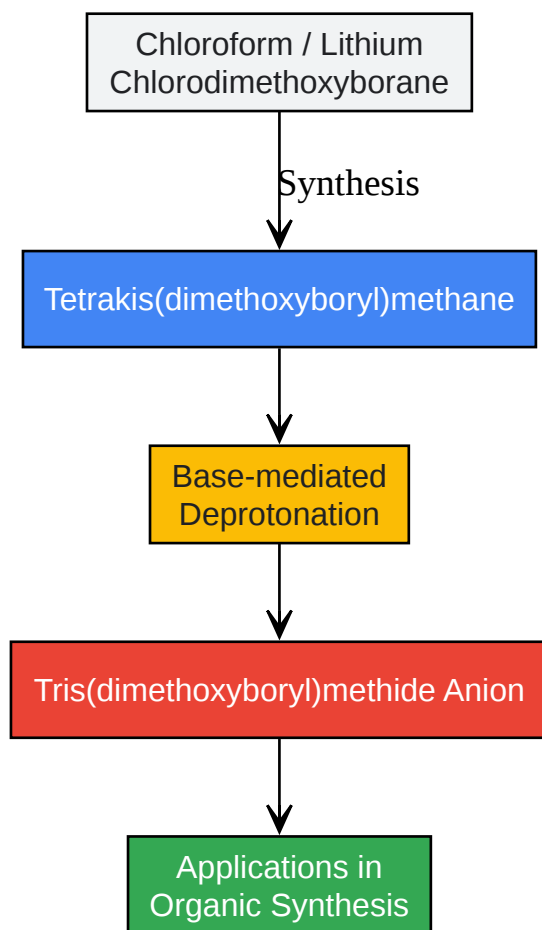 Chloroform / Lithium
Chlorodimethoxyborane
Synthesis
Tetrakis(dimethoxyboryl)methane
Base-mediated
Deprotonation
Tris(dimethoxyboryl)methide Anion
Applications in
Organic Synthesis